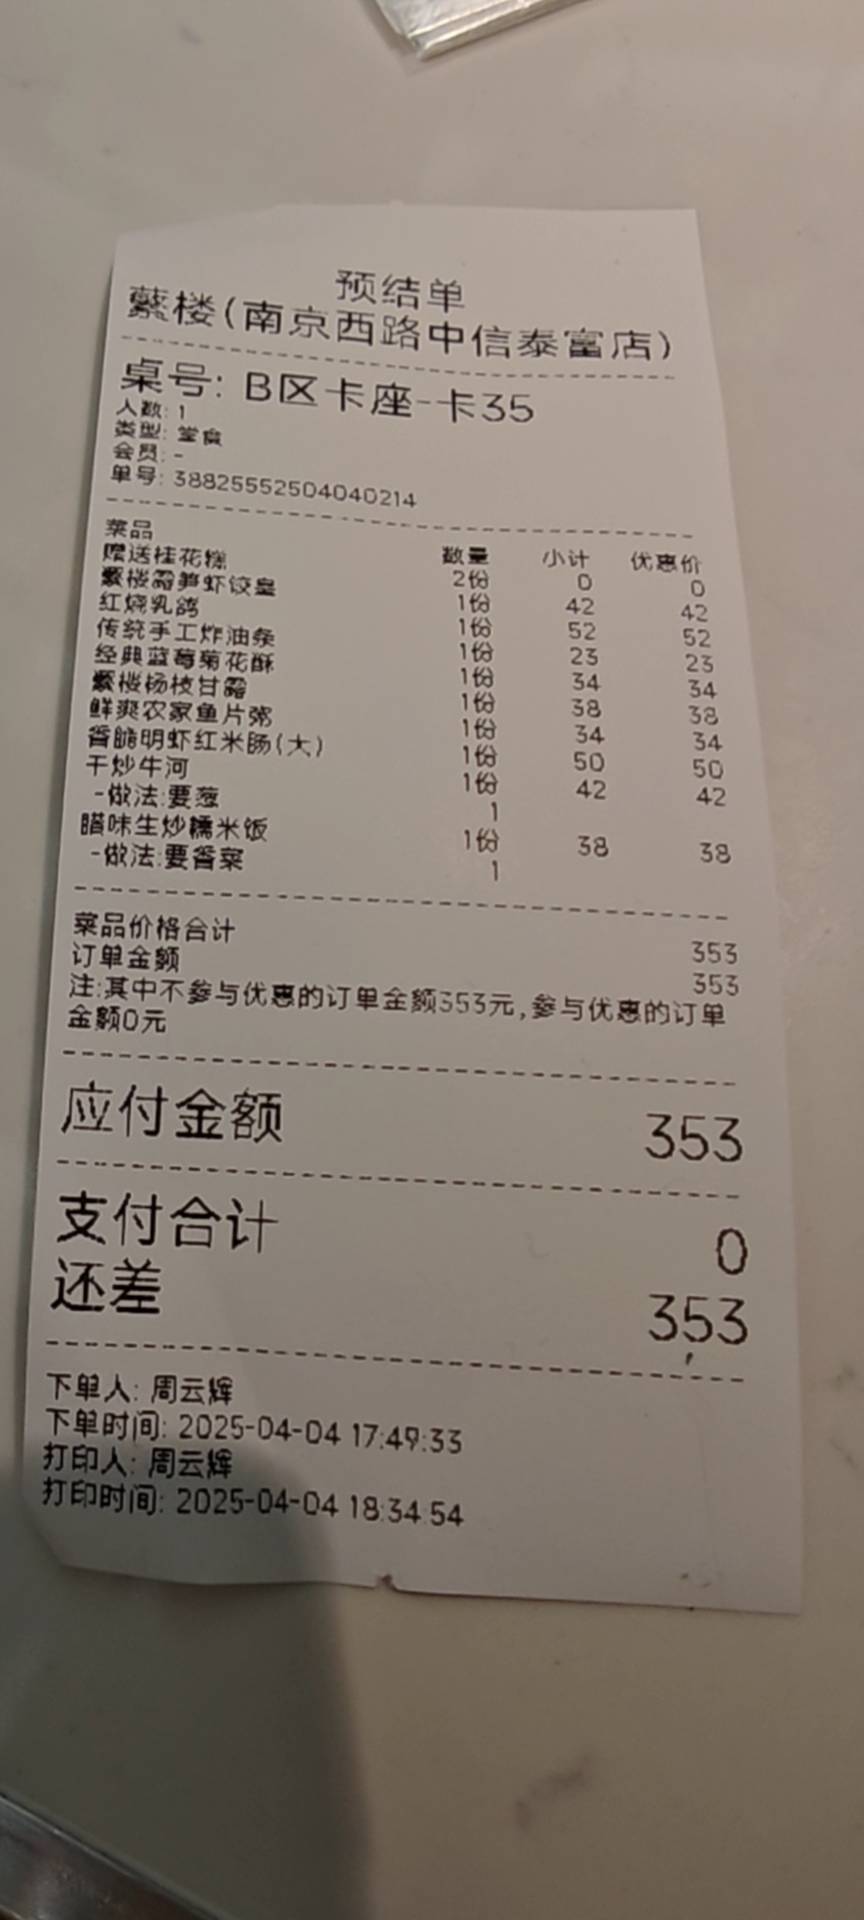 预结单
蘩楼(南京西路中信泰富店)
桌号: B区卡座-卡35
人数: 1
类型: 堂食
会员: -
单号: 38825552504040214
菜品 数量 小计 优惠价
赠送桂花糕 2份 0 0
蘩楼露笋虾饺皇 1份 42 42
红烧乳鸽 1份 52 52
传统手工炸油条 1份 23 23
经典蓝莓菊花酥 1份 34 34
蘩楼杨枝甘露 1份 38 38
鲜爽农家鱼片粥 1份 34 34
香脆明虾红米肠(大) 1份 50 50
干炒牛河 1份 42 42
-做法:要葱 1
腊味生炒糯米饭 1份 38 38
-做法:要香菜 1
菜品价格合计 353
订单金额 353
注:其中不参与优惠的订单金额353元,参与优惠的订单
金额0元
应付金额 353
支付合计 0
还差 353
下单人: 周云辉
下单时间: 2025-04-04 17:49:33
打印人: 周云辉
打印时间: 2025-04-04 18:34:54